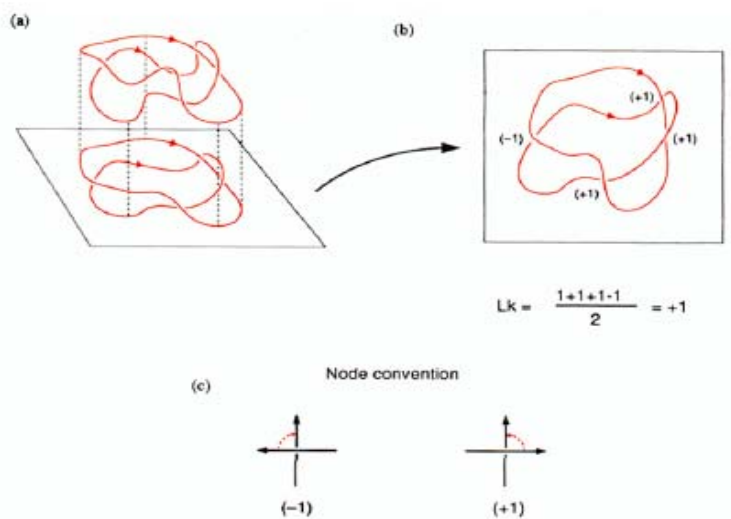 (a)
(b)
(+1)
(-1)
(+1)
(+1)
Lk = 1+1+1-1 / 2 = +1
Node convention
(c)
(−1)
(+1)